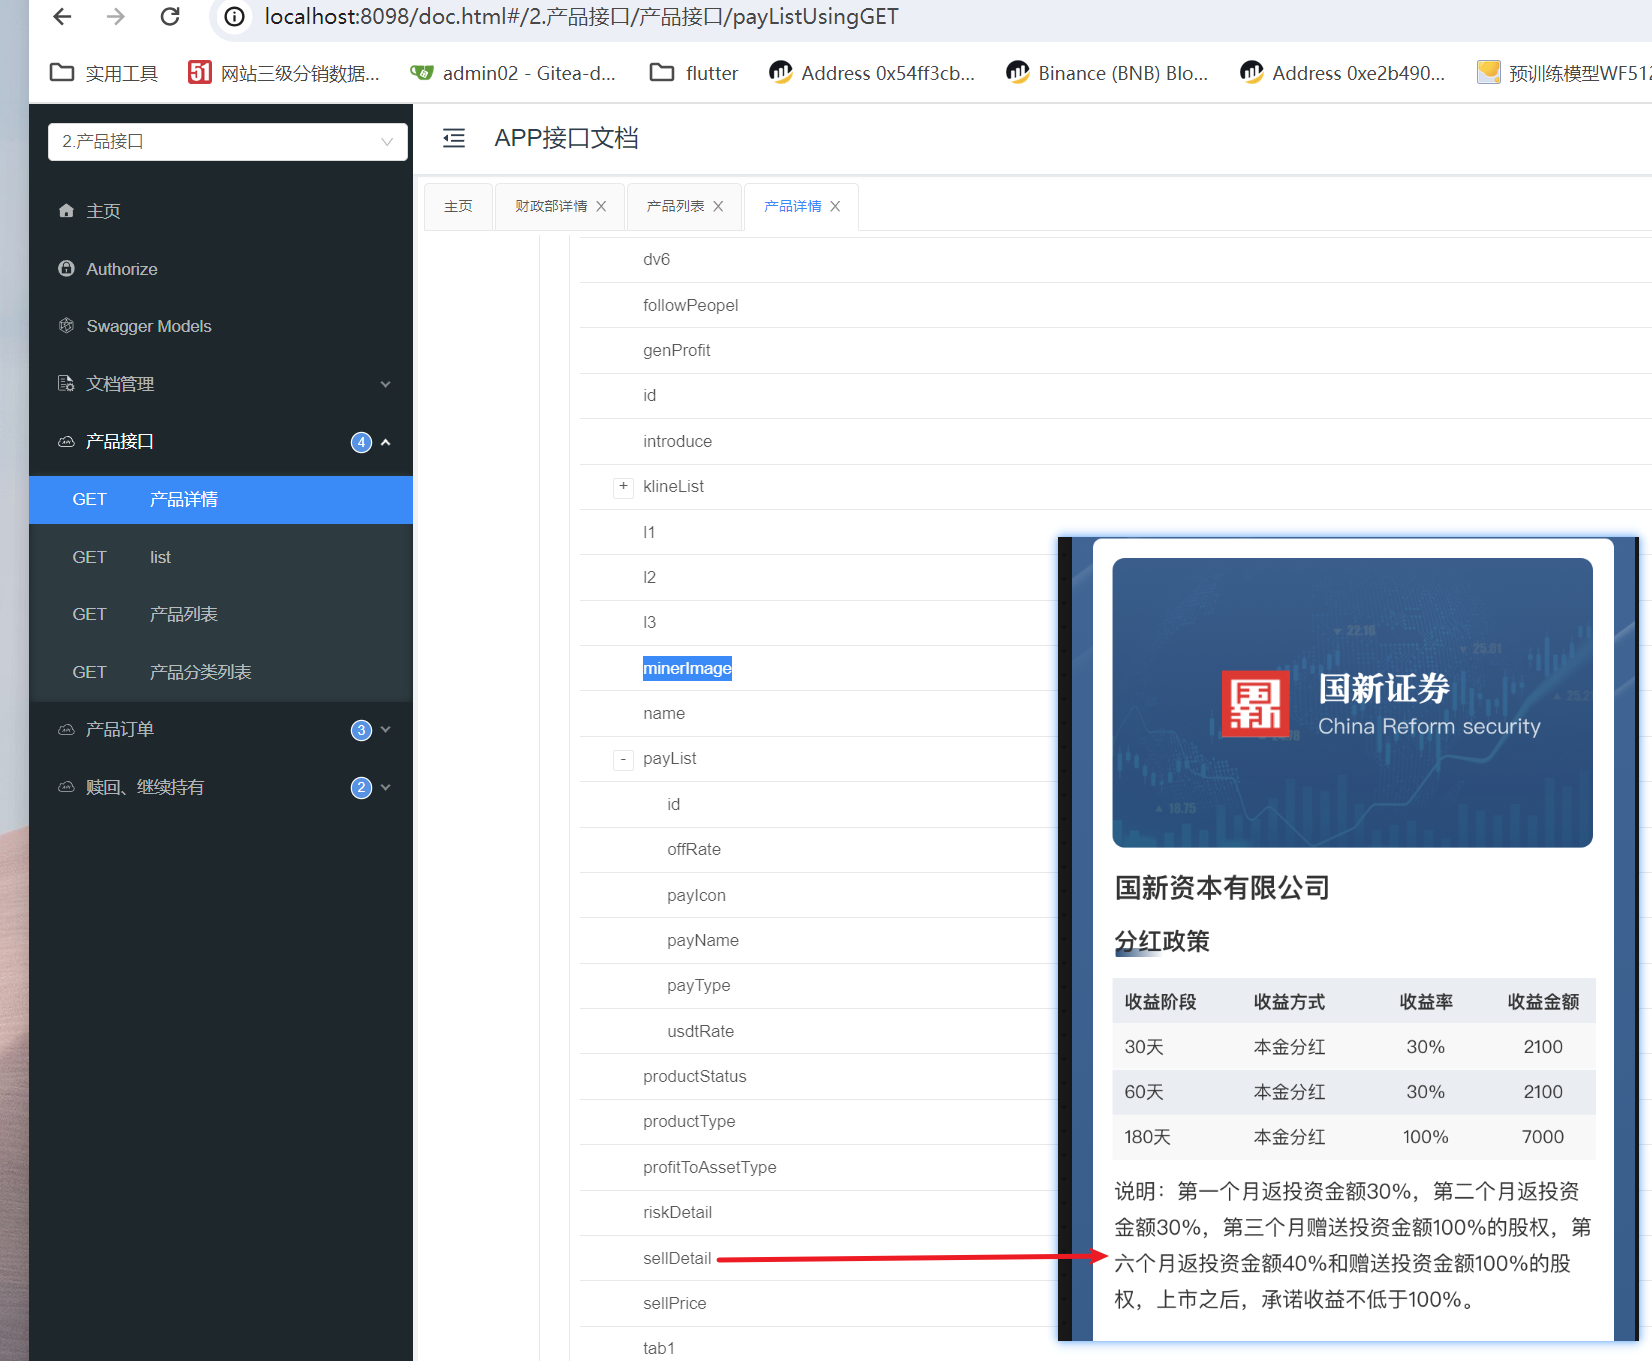 localhost:8098/doc.html#/2.产品接口/产品接口/payListUsingGET
实用工具
网站三级分销数据...
admin02 - Gitea-d...
flutter
Address 0x54ff3cb...
Binance (BNB) Blo...
Address 0xe2b490...
预训练模型WF512
2.产品接口
APP接口文档
主页
Authorize
Swagger Models
文档管理
产品接口 4
GET 产品详情
GET list
GET 产品列表
GET 产品分类列表
产品订单 3
赎回、继续持有 2
主页
财政部详情
产品列表
产品详情
dv6
followPeopel
genProfit
id
introduce
+ klineList
l1
l2
l3
minerImage
name
- payList
id
offRate
payIcon
payName
payType
usdtRate
productStatus
productType
profitToAssetType
riskDetail
sellDetail
sellPrice
tab1
22.18
25.01
国新
国新证券
China Reform security
18.75
国新资本有限公司
分红政策
收益阶段 收益方式 收益率 收益金额
30天 本金分红 30% 2100
60天 本金分红 30% 2100
180天 本金分红 100% 7000
说明：第一个月返投资金额30%，第二个月返投资
金额30%，第三个月赠送投资金额100%的股权，第
六个月返投资金额40%和赠送投资金额100%的股
权，上市之后，承诺收益不低于100%。